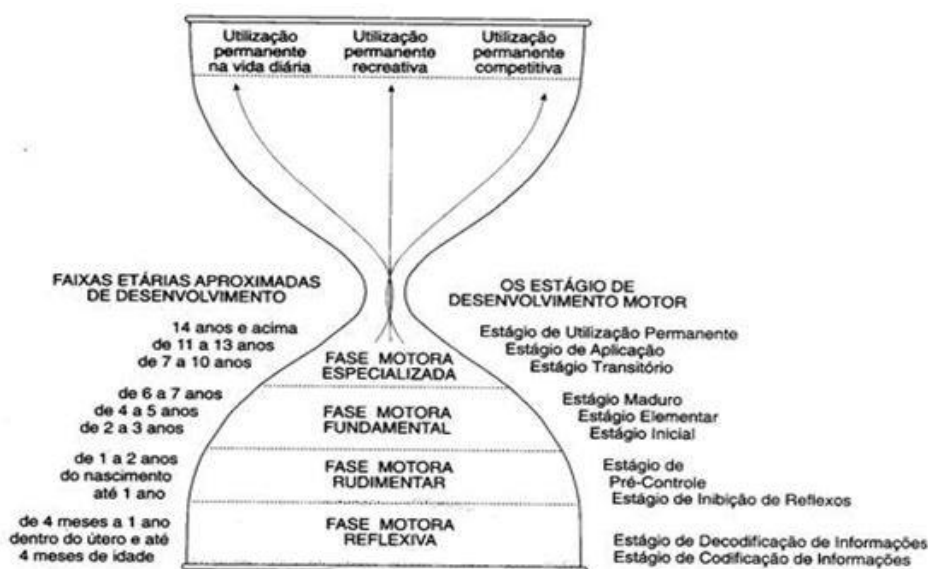 Utilização permanente na vida diária
Utilização permanente recreativa
Utilização permanente competitiva
FAIXAS ETÁRIAS APROXIMADAS
DE DESENVOLVIMENTO
OS ESTÁGIO DE
DESENVOLVIMENTO MOTOR
14 anos e acima
de 11 a 13 anos
de 7 a 10 anos
FASE MOTORA
ESPECIALIZADA
Estágio de Utilização Permanente
Estágio de Aplicação
Estágio Transitório
de 6 a 7 anos
de 4 a 5 anos
de 2 a 3 anos
FASE MOTORA
FUNDAMENTAL
Estágio Maduro
Estágio Elementar
Estágio Inicial
de 1 a 2 anos
do nascimento
até 1 ano
FASE MOTORA
RUDIMENTAR
Estágio de
Pré-Controle
Estágio de Inibição de Reflexos
de 4 meses a 1 ano
dentro do útero e até
4 meses de idade
FASE MOTORA
REFLEXIVA
Estágio de Decodificação de Informações
Estágio de Codificação de Informações